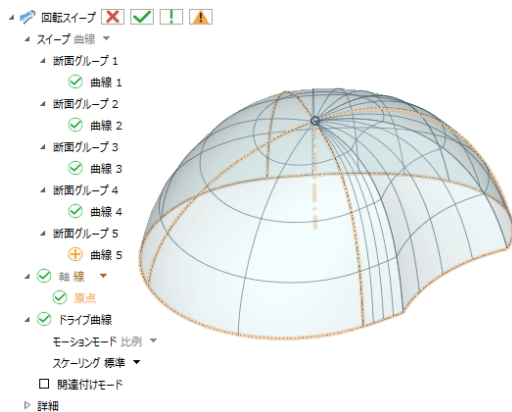 回転スイープ
スイープ 曲線
断面グループ 1
曲線 1
断面グループ 2
曲線 2
断面グループ 3
曲線 3
断面グループ 4
曲線 4
断面グループ 5
曲線 5
軸 線
原点
ドライブ曲線
モーションモード 比例
スケーリング 標準
関連付けモード
詳細